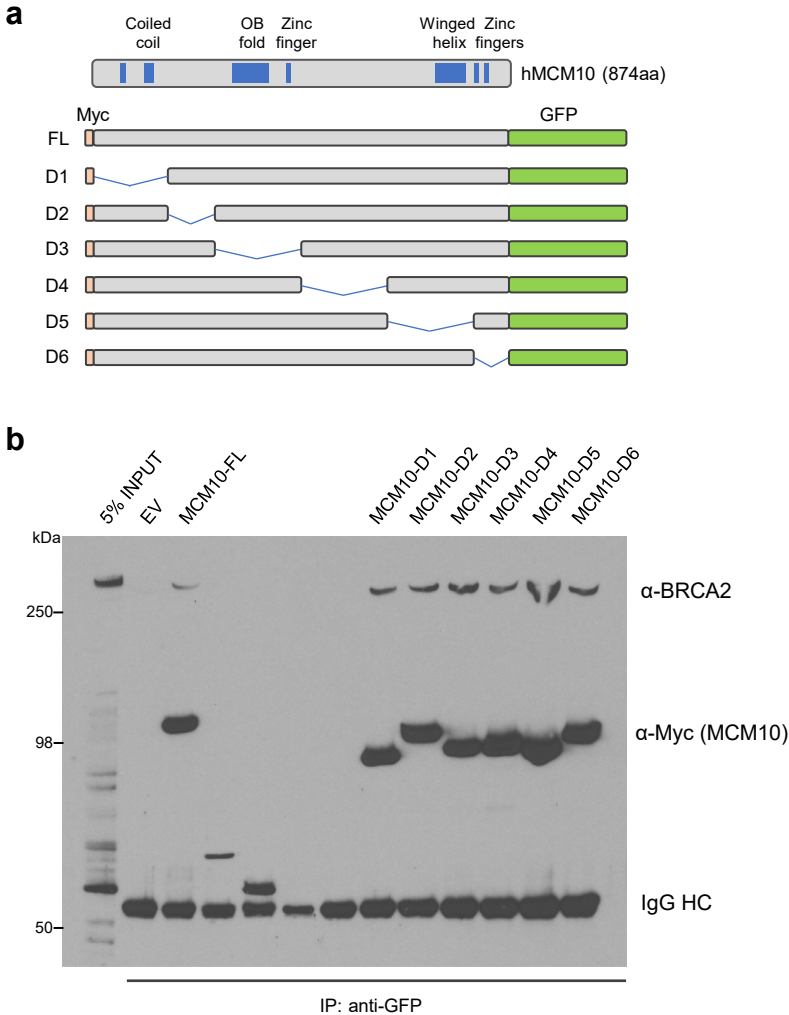 a
Coiled coil
OB fold
Zinc finger
Winged helix
Zinc fingers
hMCM10 (874aa)
Myc
GFP
FL
D1
D2
D3
D4
D5
D6
b
5% INPUT
EV
MCM10-FL
MCM10-D1
MCM10-D2
MCM10-D3
MCM10-D4
MCM10-D5
MCM10-D6
kDa
250
98
50
α-BRCA2
α-Myc (MCM10)
IgG HC
IP: anti-GFP